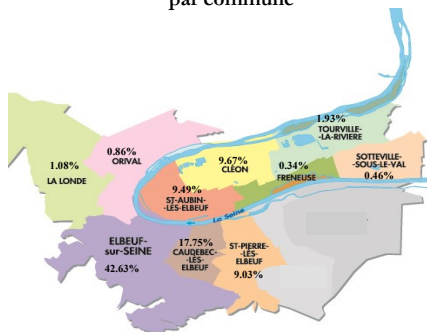 par commune
1.93%
TOURVILLE
-LA-RIVIERE
0.86%
ORIVAL
9.67%
CLÉON
SOTTEVILLE-
-SOUS-LE-VAL
0.46%
1.08%
LA LONDE
0.34%
FRENEUSE
9.49%
ST-AUBIN
-LÈS-ELBEUF
La Seine
ELBEUF
-sur-SEINE
42.63%
17.75%
CAUDEBEC
-LÈS-
ELBEUF
ST-PIERRE
-LÈS-
ELBEUF
9.03%